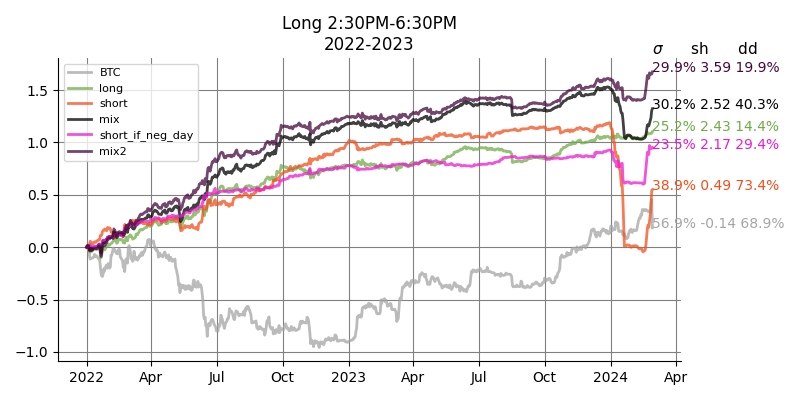 Long 2:30PM-6:30PM
2022-2023
σ sh dd
BTC
long
short
mix
short_if_neg_day
mix2
29.9% 3.59 19.9%
30.2% 2.52 40.3%
25.2% 2.43 14.4%
23.5% 2.17 29.4%
38.9% 0.49 73.4%
56.9% -0.14 68.9%
1.5
1.0
0.5
0.0
−0.5
−1.0
2022 Apr Jul Oct 2023 Apr Jul Oct 2024 Apr